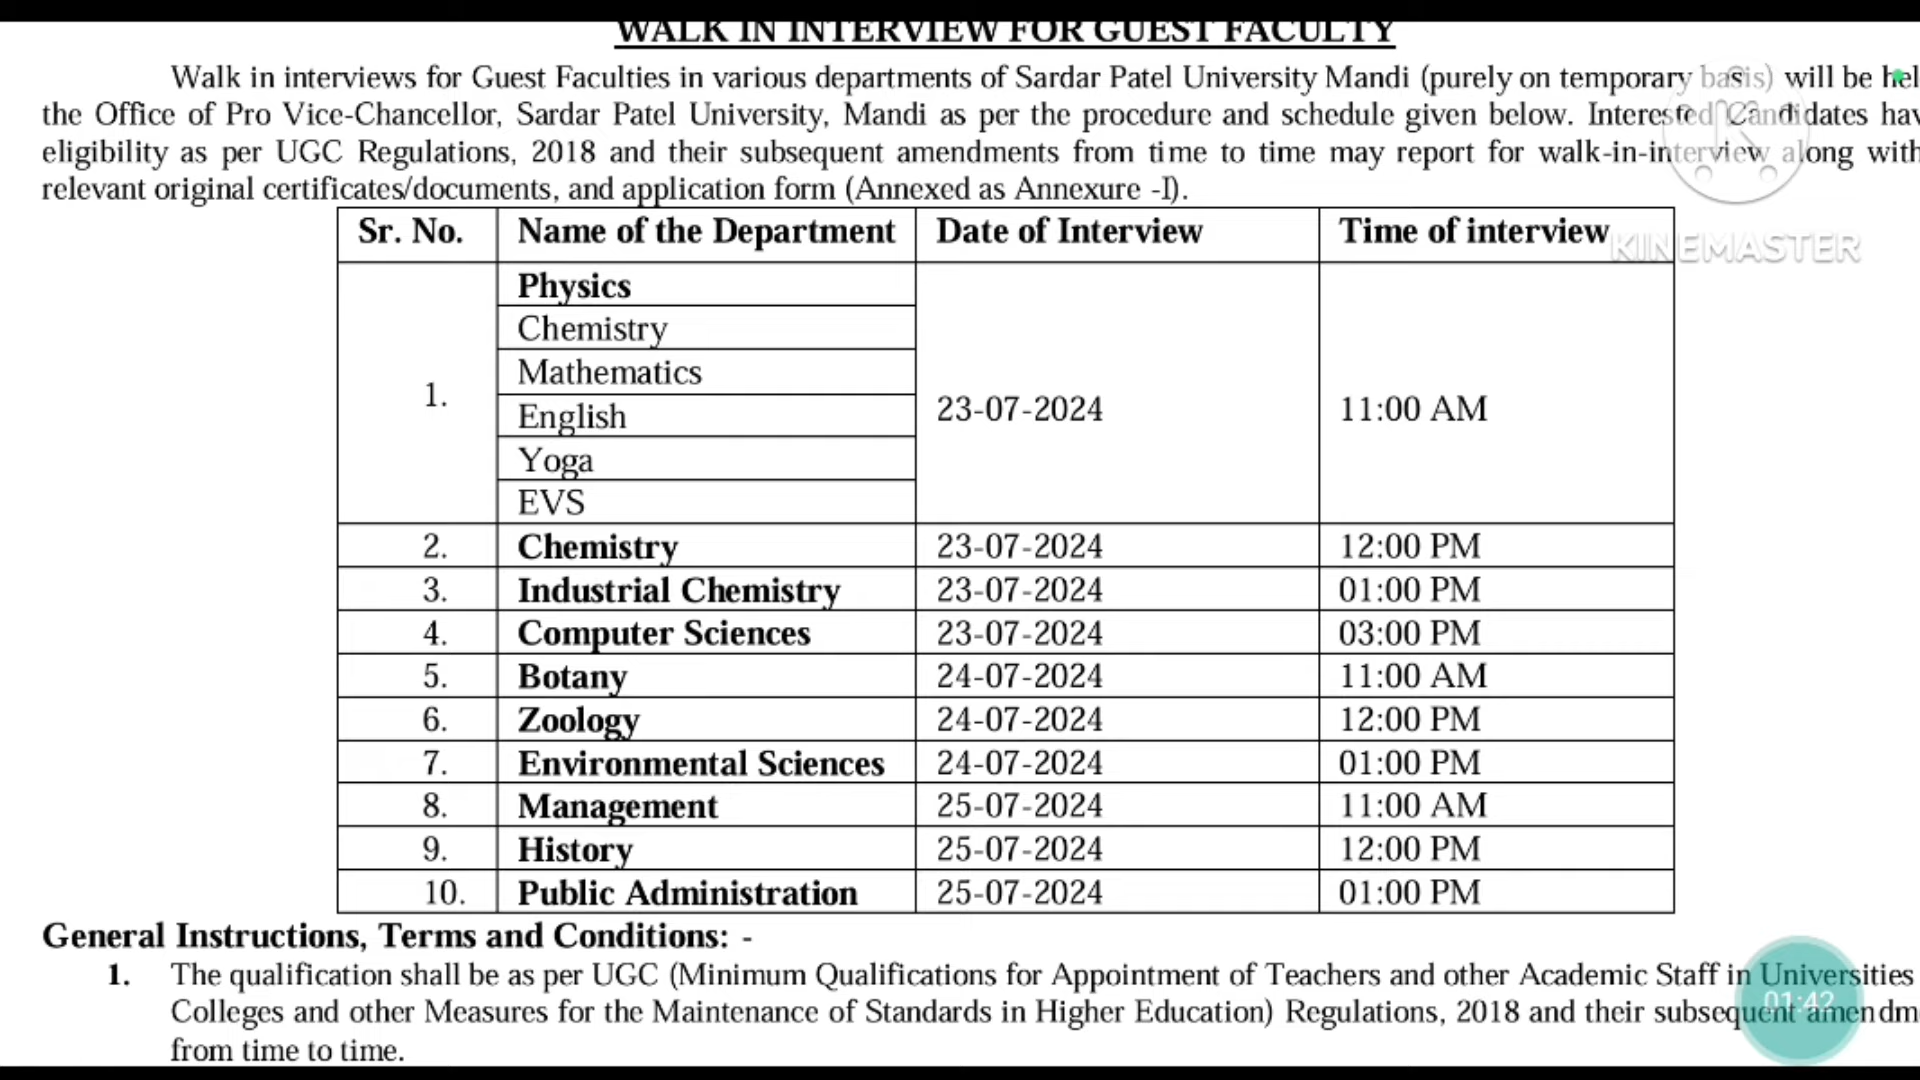 WALK IN INTERVIEW FOR GUEST FACULTY
Walk in interviews for Guest Faculties in various departments of Sardar Patel University Mandi (purely on temporary basis) will be hel
the Office of Pro Vice-Chancellor, Sardar Patel University, Mandi as per the procedure and schedule given below. Interested Candidates hav
eligibility as per UGC Regulations, 2018 and their subsequent amendments from time to time may report for walk-in-interview along with
relevant original certificates/documents, and application form (Annexed as Annexure -I).
Sr. No. Name of the Department Date of Interview Time of interview
KINEMASTER
1. Physics 23-07-2024 11:00 AM
Chemistry
Mathematics
English
Yoga
EVS
2. Chemistry 23-07-2024 12:00 PM
3. Industrial Chemistry 23-07-2024 01:00 PM
4. Computer Sciences 23-07-2024 03:00 PM
5. Botany 24-07-2024 11:00 AM
6. Zoology 24-07-2024 12:00 PM
7. Environmental Sciences 24-07-2024 01:00 PM
8. Management 25-07-2024 11:00 AM
9. History 25-07-2024 12:00 PM
10. Public Administration 25-07-2024 01:00 PM
General Instructions, Terms and Conditions: -
1. The qualification shall be as per UGC (Minimum Qualifications for Appointment of Teachers and other Academic Staff in Universities
Colleges and other Measures for the Maintenance of Standards in Higher Education) Regulations, 2018 and their subsequent amendm
from time to time.
01:42